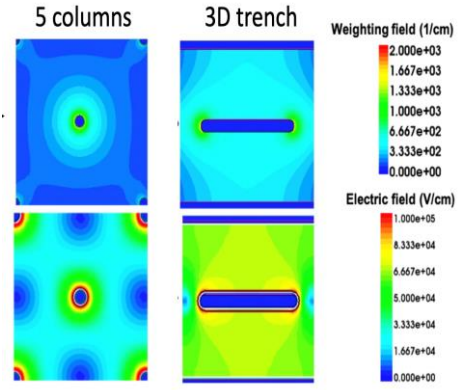 5 columns
3D trench
Weighting field (1/cm)
2.000e+03
1.667e+03
1.333e+03
1.000e+03
6.667e+02
3.333e+02
0.000e+00
Electric field (V/cm)
1.000e+05
8.333e+04
6.667e+04
5.000e+04
3.333e+04
1.667e+04
0.000e+00